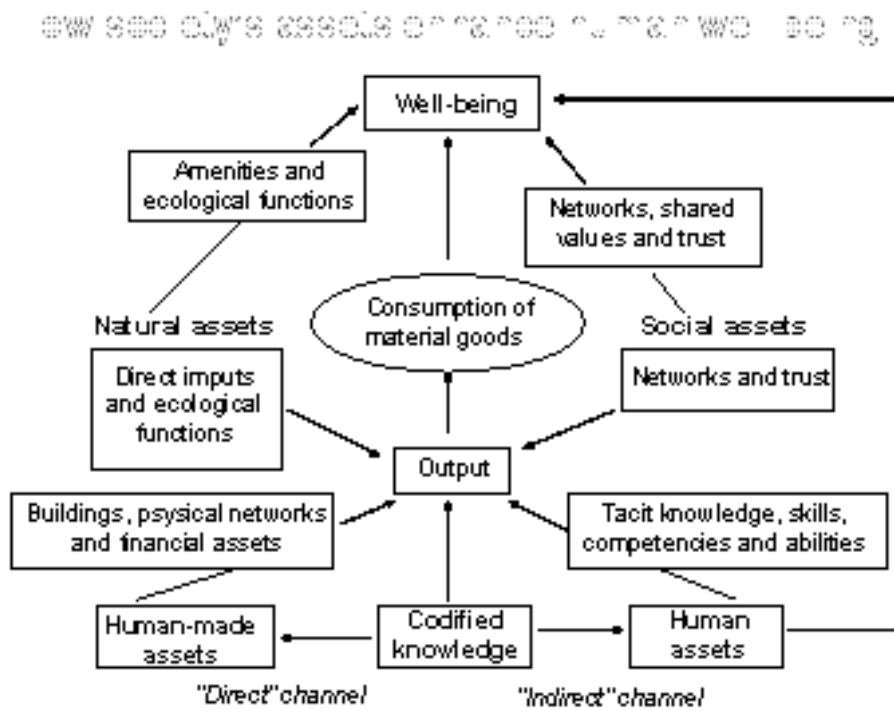 Well-being
Amenities and
ecological functions
Networks, shared
values and trust
Consumption of
material goods
Natural assets
Social assets
Direct imputs
and ecological
functions
Networks and trust
Output
Buildings, psysical networks
and financial assets
Tacit knowledge, skills,
competencies and abilities
Human-made
assets
Codified
knowledge
Human
assets
"Direct" channel
"Indirect" channel